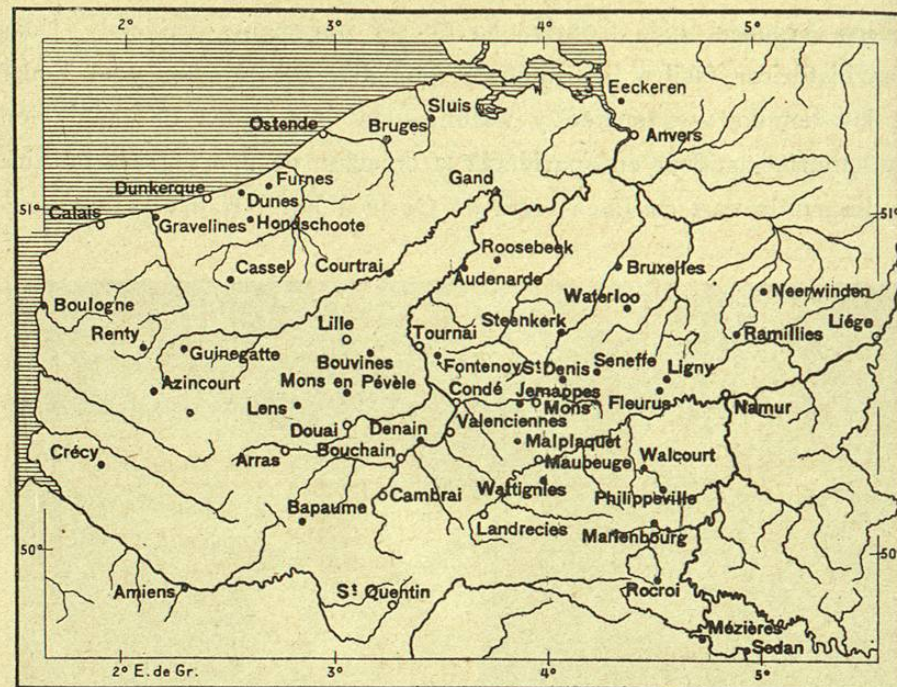 2° 3° 4° 5°
Eeckeren
Sluis
Ostende
Bruges
Anvers
Dunkerque
Furnes
Gand
Dunes
51°
Calais
Gravelines
Hondschoote
51°
Roosebeek
Cassel
Courtrai
Audenarde
Bruxelles
Boulogne
Waterloo
Neerwinden
Renty
Lille
Tournai
Steenkerk
Ramillies
Liége
Guinegatte
Bouvines
Fontenoy
St Denis
Seneffe
Ligny
Azincourt
Mons en Pévèle
Condé
Jemappes
Lens
Mons
Fleurus
Namur
Douai
Denain
Valenciennes
Crécy
Arras
Bouchain
Malplaquet
Maubeuge
Walcourt
Bapaume
Cambrai
Wattignies
Philippeville
Landrecies
Marienbourg
50°
50°
Amiens
St Quentin
Rocroi
Mézières
Sedan
2° E. de Gr. 3° 4° 5°